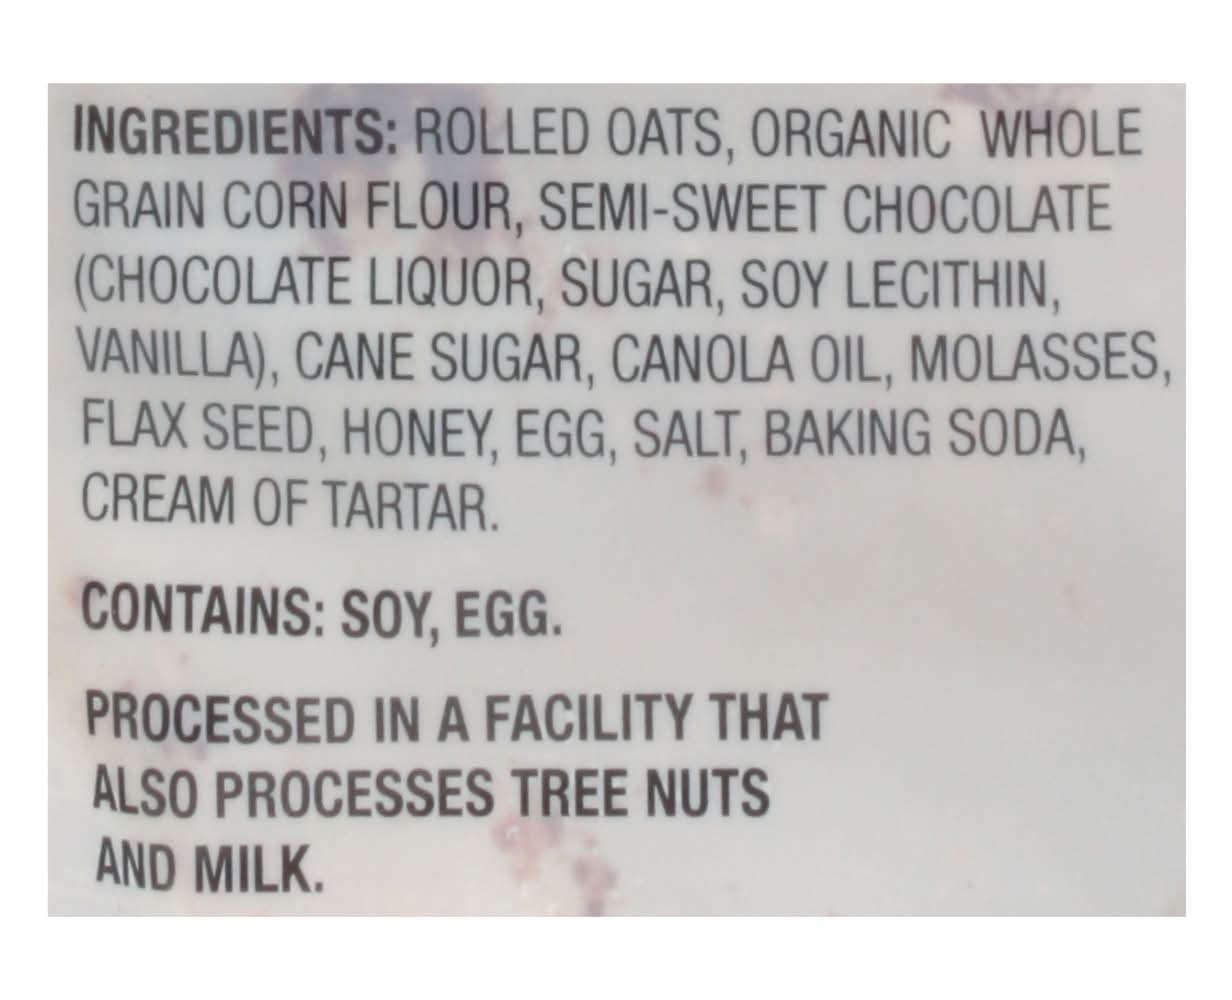 INGREDIENTS: ROLLED OATS, ORGANIC WHOLE
GRAIN CORN FLOUR, SEMI-SWEET CHOCOLATE
(CHOCOLATE LIQUOR, SUGAR, SOY LECITHIN,
VANILLA), CANE SUGAR, CANOLA OIL, MOLASSES,
FLAX SEED, HONEY, EGG, SALT, BAKING SODA,
CREAM OF TARTAR.
CONTAINS: SOY, EGG.
PROCESSED IN A FACILITY THAT
ALSO PROCESSES TREE NUTS
AND MILK.